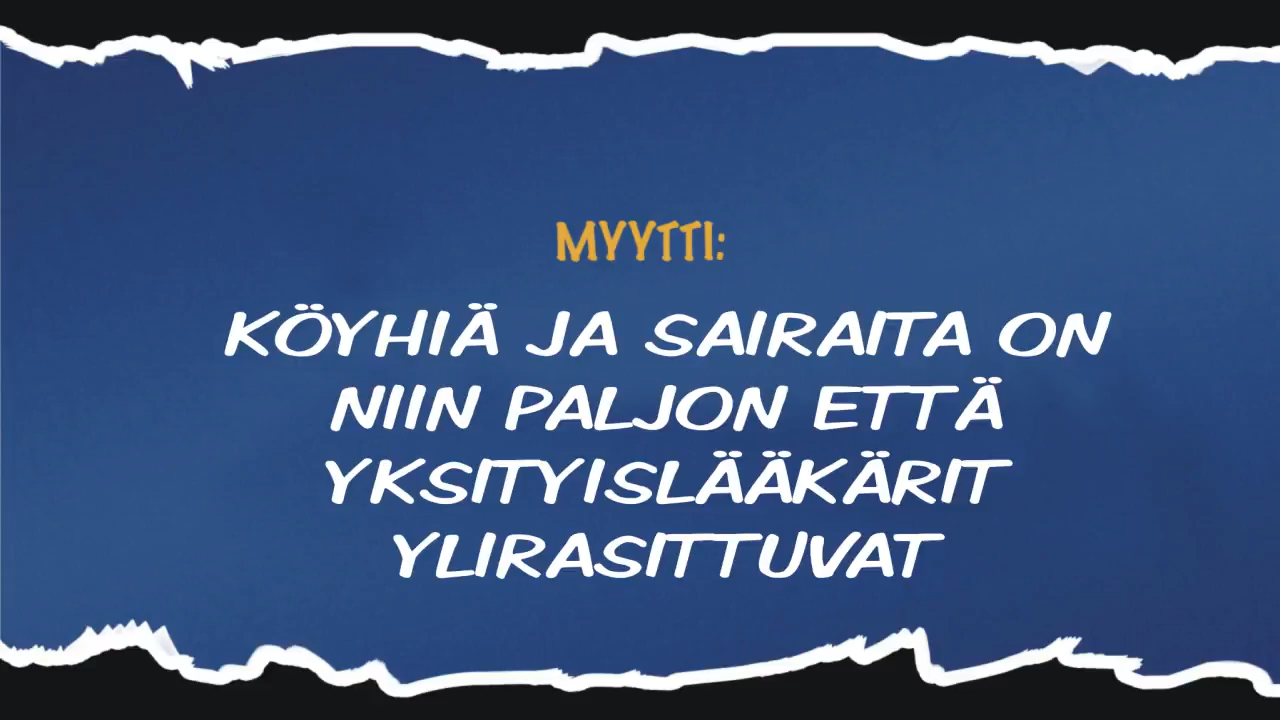 MYYTTI:
KÖYHIÄ JA SAIRAITA ON
NIIN PALJON ETTÄ
YKSITYISLÄÄKÄRIT
YLIRASITTUVAT